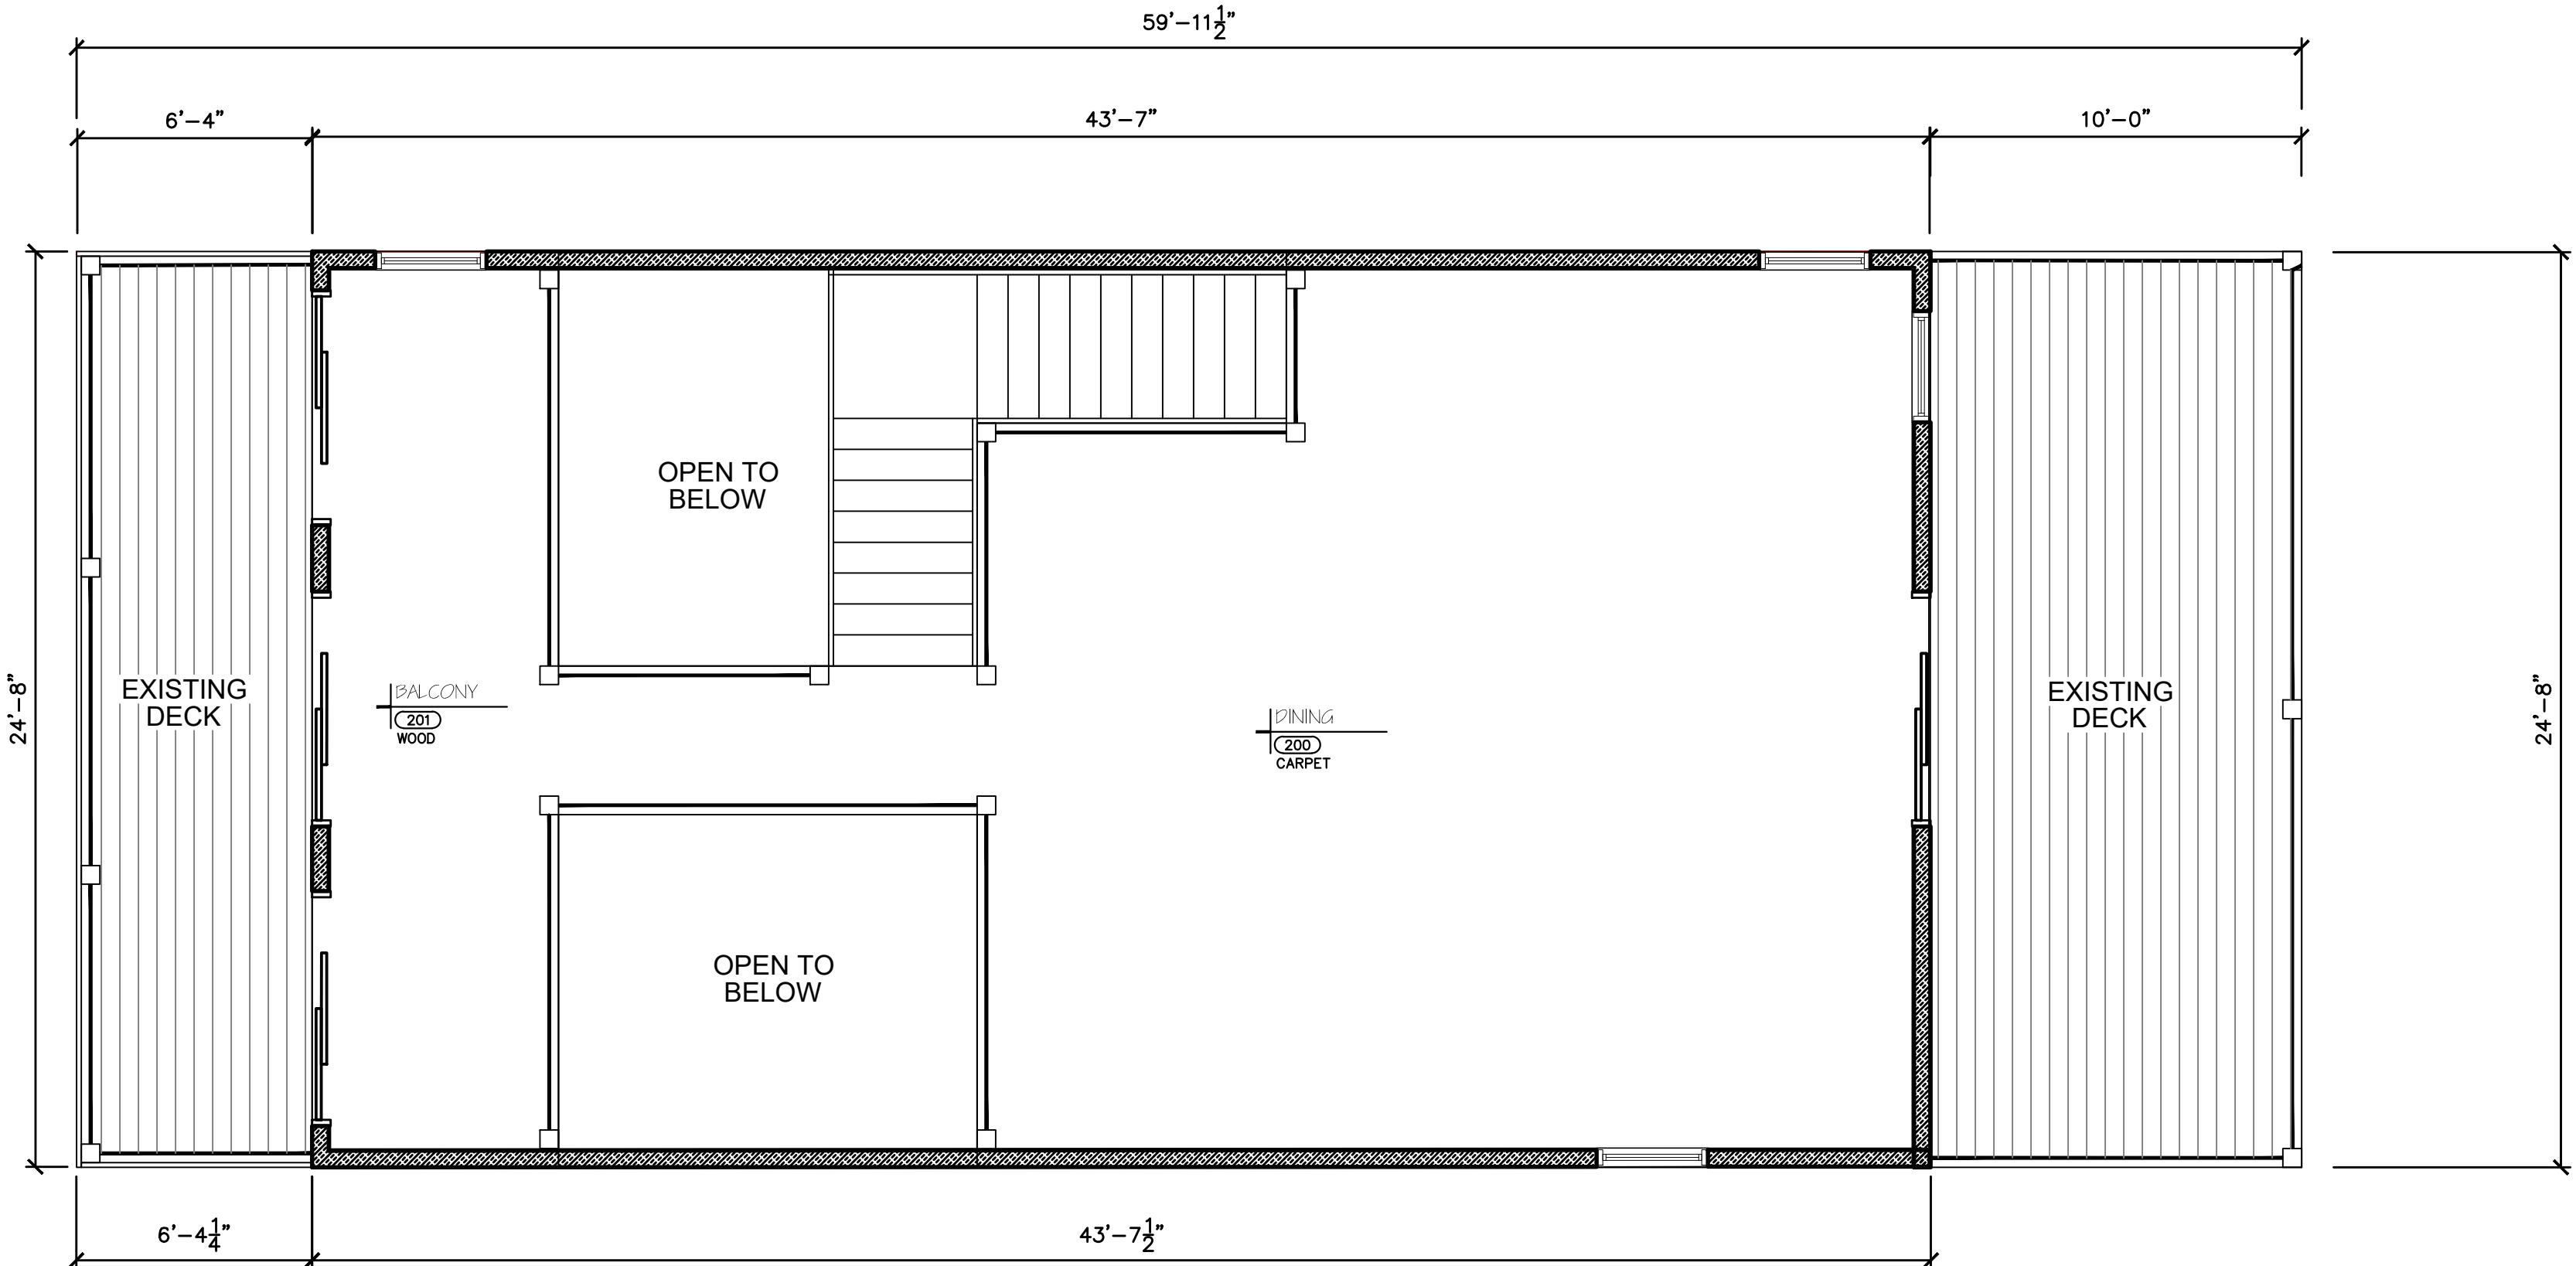 59'-11½"
6'-4"
43'-7"
10'-0"
OPEN TO
BELOW
EXISTING
DECK
24'-8"
BALCONY
201
WOOD
DINING
200
CARPET
EXISTING
DECK
24'-8"
OPEN TO
BELOW
6'-4¼"
43'-7½"